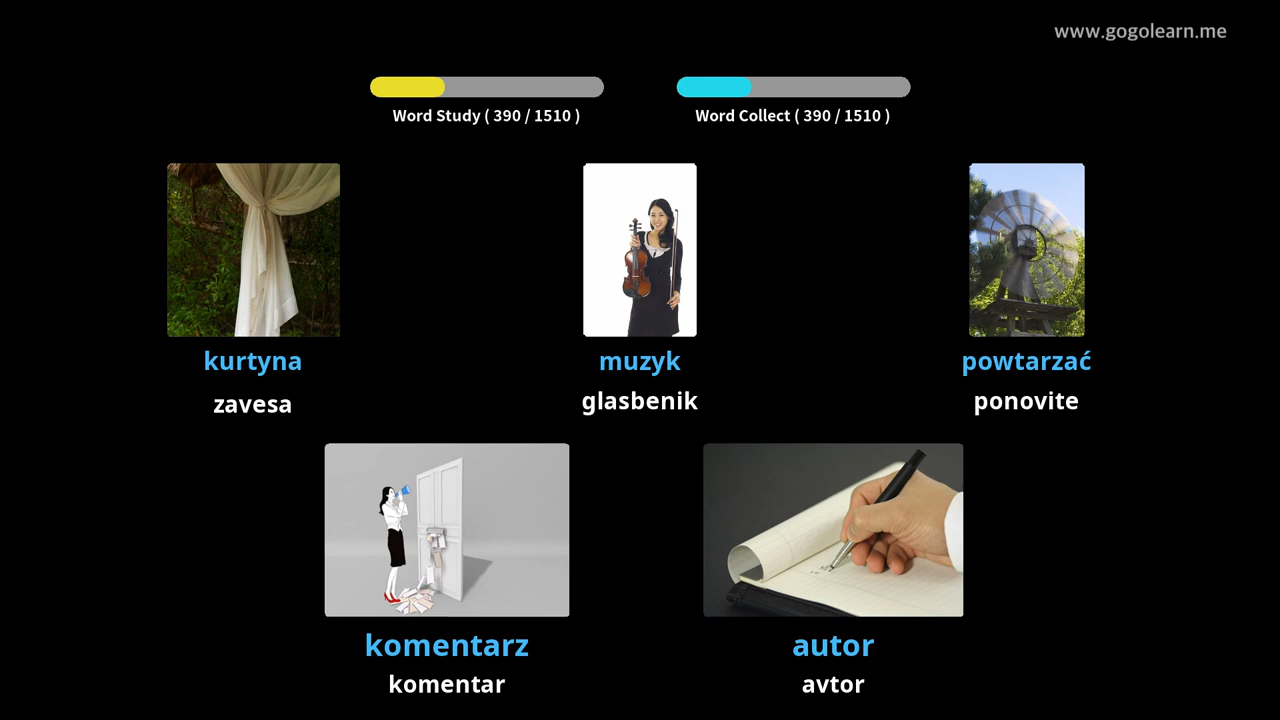 www.gogolearn.me
Word Study ( 390 / 1510 )
Word Collect ( 390 / 1510 )
kurtyna
zavesa
muzyk
glasbenik
powtarzać
ponovite
komentarz
komentar
autor
avtor